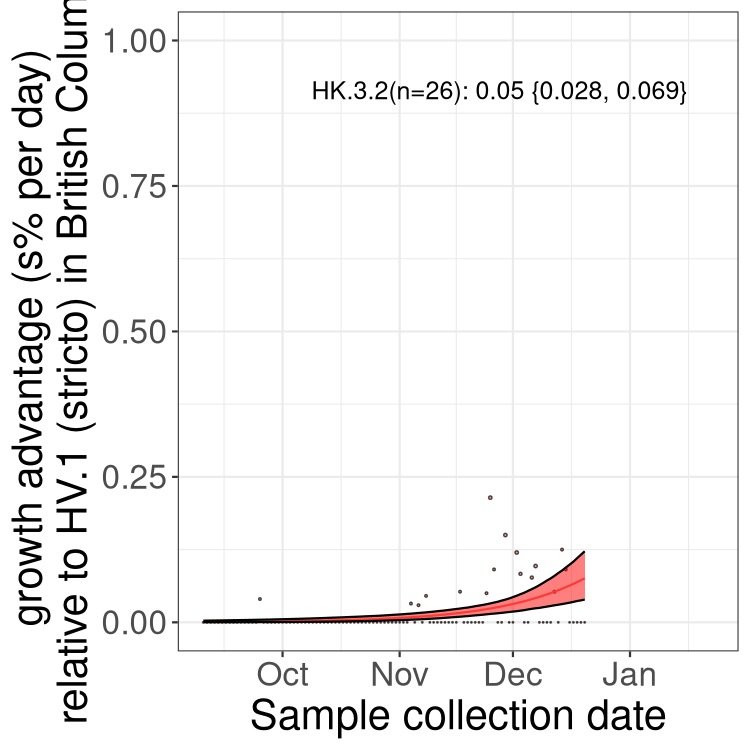 growth advantage (s% per day)
relative to HV.1 (stricto) in British Colum
1.00
0.75
0.50
0.25
0.00
HK.3.2(n=26): 0.05 {0.028, 0.069}
Oct Nov Dec Jan
Sample collection date